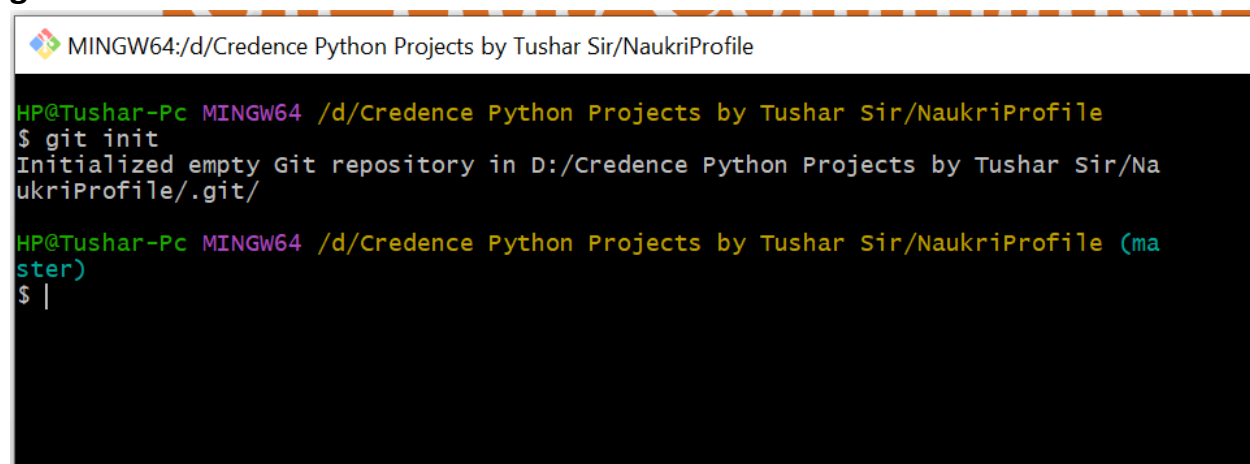 MINGW64:/d/Credence Python Projects by Tushar Sir/NaukriProfile
HP@Tushar-Pc MINGW64 /d/Credence Python Projects by Tushar Sir/NaukriProfile
$ git init
Initialized empty Git repository in D:/Credence Python Projects by Tushar Sir/Na
ukriProfile/.git/
HP@Tushar-Pc MINGW64 /d/Credence Python Projects by Tushar Sir/NaukriProfile (ma
ster)
$